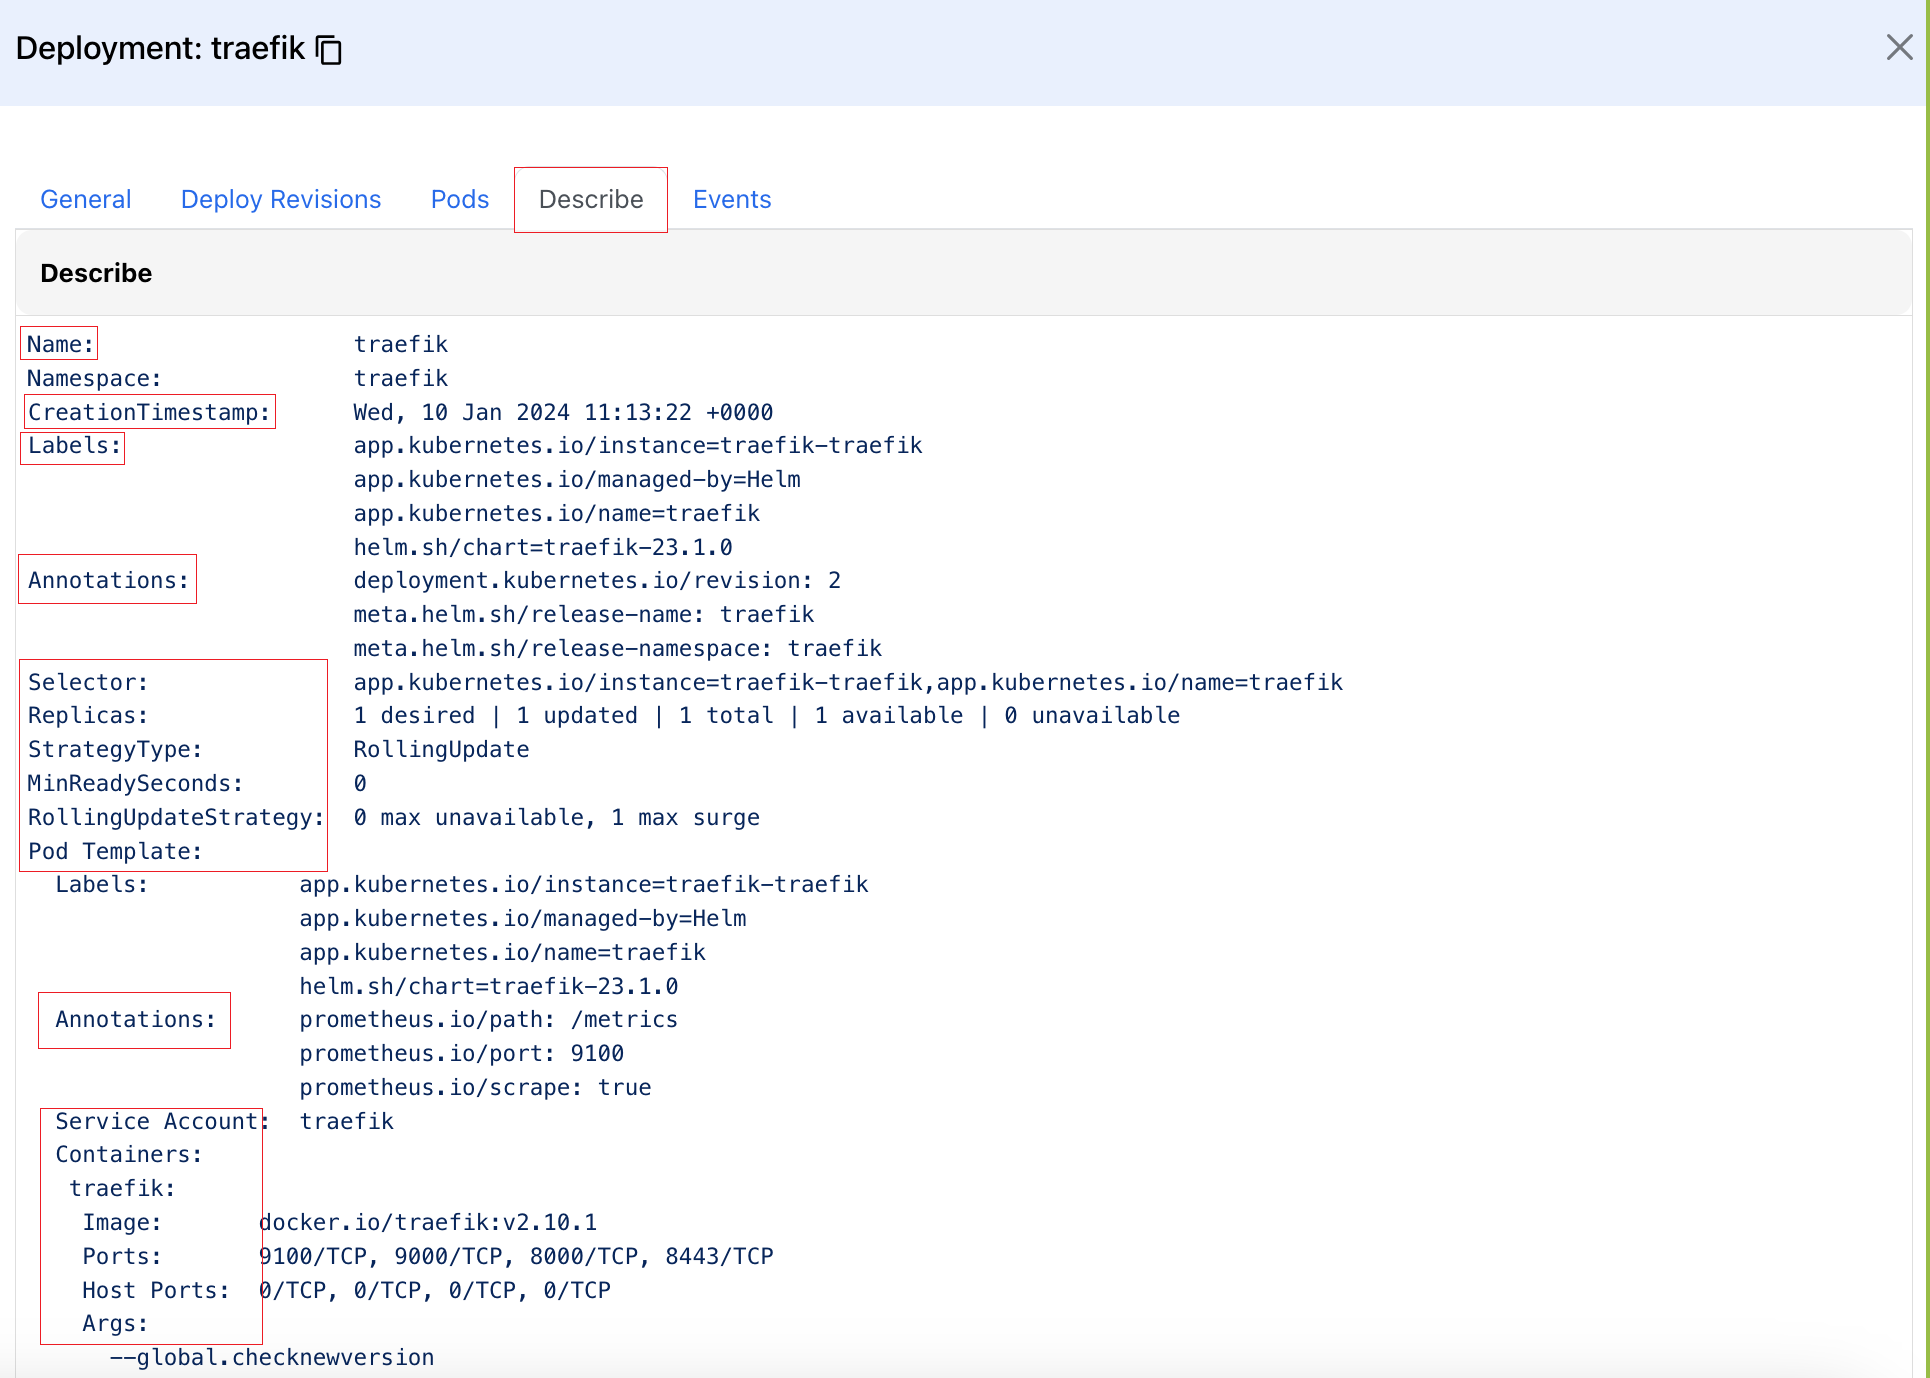 Deployment: traefik
General Deploy Revisions Pods Describe Events
Describe
Name: traefik
Namespace: traefik
CreationTimestamp: Wed, 10 Jan 2024 11:13:22 +0000
Labels: app.kubernetes.io/instance=traefik-traefik
app.kubernetes.io/managed-by=Helm
app.kubernetes.io/name=traefik
helm.sh/chart=traefik-23.1.0
Annotations: deployment.kubernetes.io/revision: 2
meta.helm.sh/release-name: traefik
meta.helm.sh/release-namespace: traefik
Selector: app.kubernetes.io/instance=traefik-traefik,app.kubernetes.io/name=traefik
Replicas: 1 desired | 1 updated | 1 total | 1 available | 0 unavailable
StrategyType: RollingUpdate
MinReadySeconds: 0
RollingUpdateStrategy: 0 max unavailable, 1 max surge
Pod Template:
Labels: app.kubernetes.io/instance=traefik-traefik
app.kubernetes.io/managed-by=Helm
app.kubernetes.io/name=traefik
helm.sh/chart=traefik-23.1.0
Annotations: prometheus.io/path: /metrics
prometheus.io/port: 9100
prometheus.io/scrape: true
Service Account: traefik
Containers:
traefik:
Image: docker.io/traefik:v2.10.1
Ports: 9100/TCP, 9000/TCP, 8000/TCP, 8443/TCP
Host Ports: 0/TCP, 0/TCP, 0/TCP, 0/TCP
Args:
--global.checknewversion